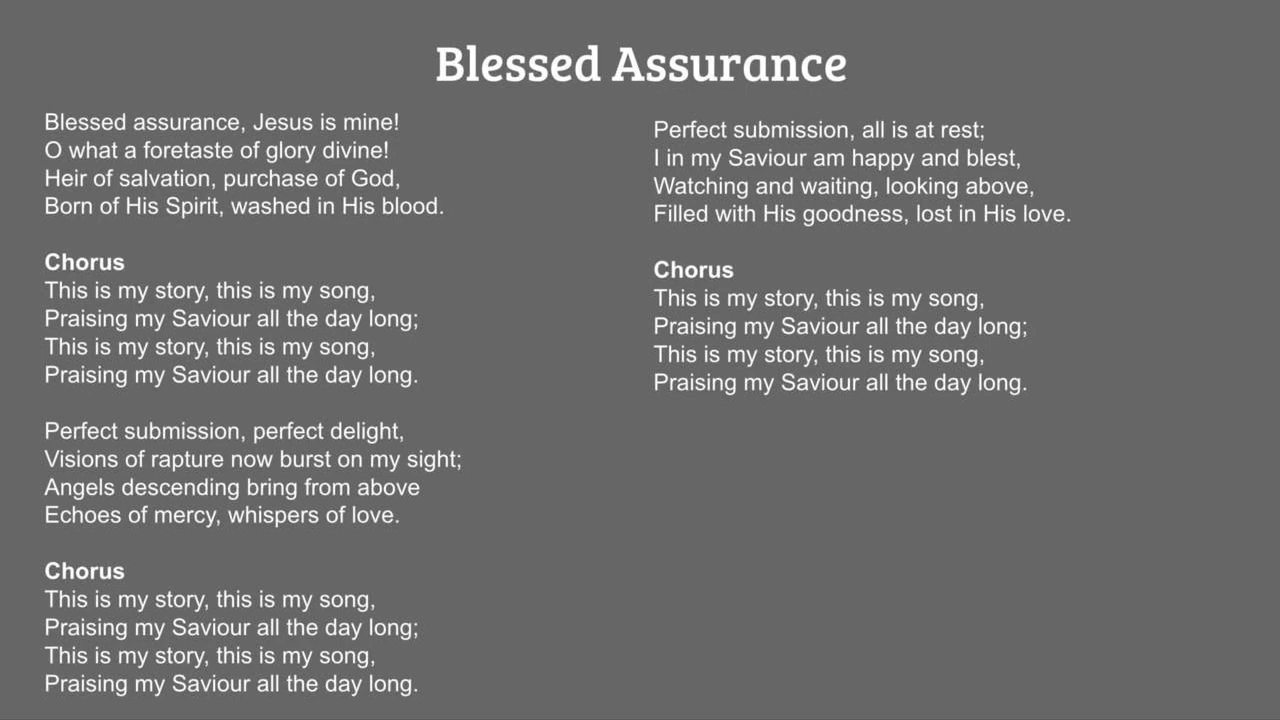 Blessed Assurance
Blessed assurance, Jesus is mine!
O what a foretaste of glory divine!
Heir of salvation, purchase of God,
Born of His Spirit, washed in His blood.
Chorus
This is my story, this is my song,
Praising my Saviour all the day long;
This is my story, this is my song,
Praising my Saviour all the day long.
Perfect submission, perfect delight,
Visions of rapture now burst on my sight;
Angels descending bring from above
Echoes of mercy, whispers of love.
Chorus
This is my story, this is my song,
Praising my Saviour all the day long;
This is my story, this is my song,
Praising my Saviour all the day long.
Perfect submission, all is at rest;
I in my Saviour am happy and blest,
Watching and waiting, looking above,
Filled with His goodness, lost in His love.
Chorus
This is my story, this is my song,
Praising my Saviour all the day long;
This is my story, this is my song,
Praising my Saviour all the day long.